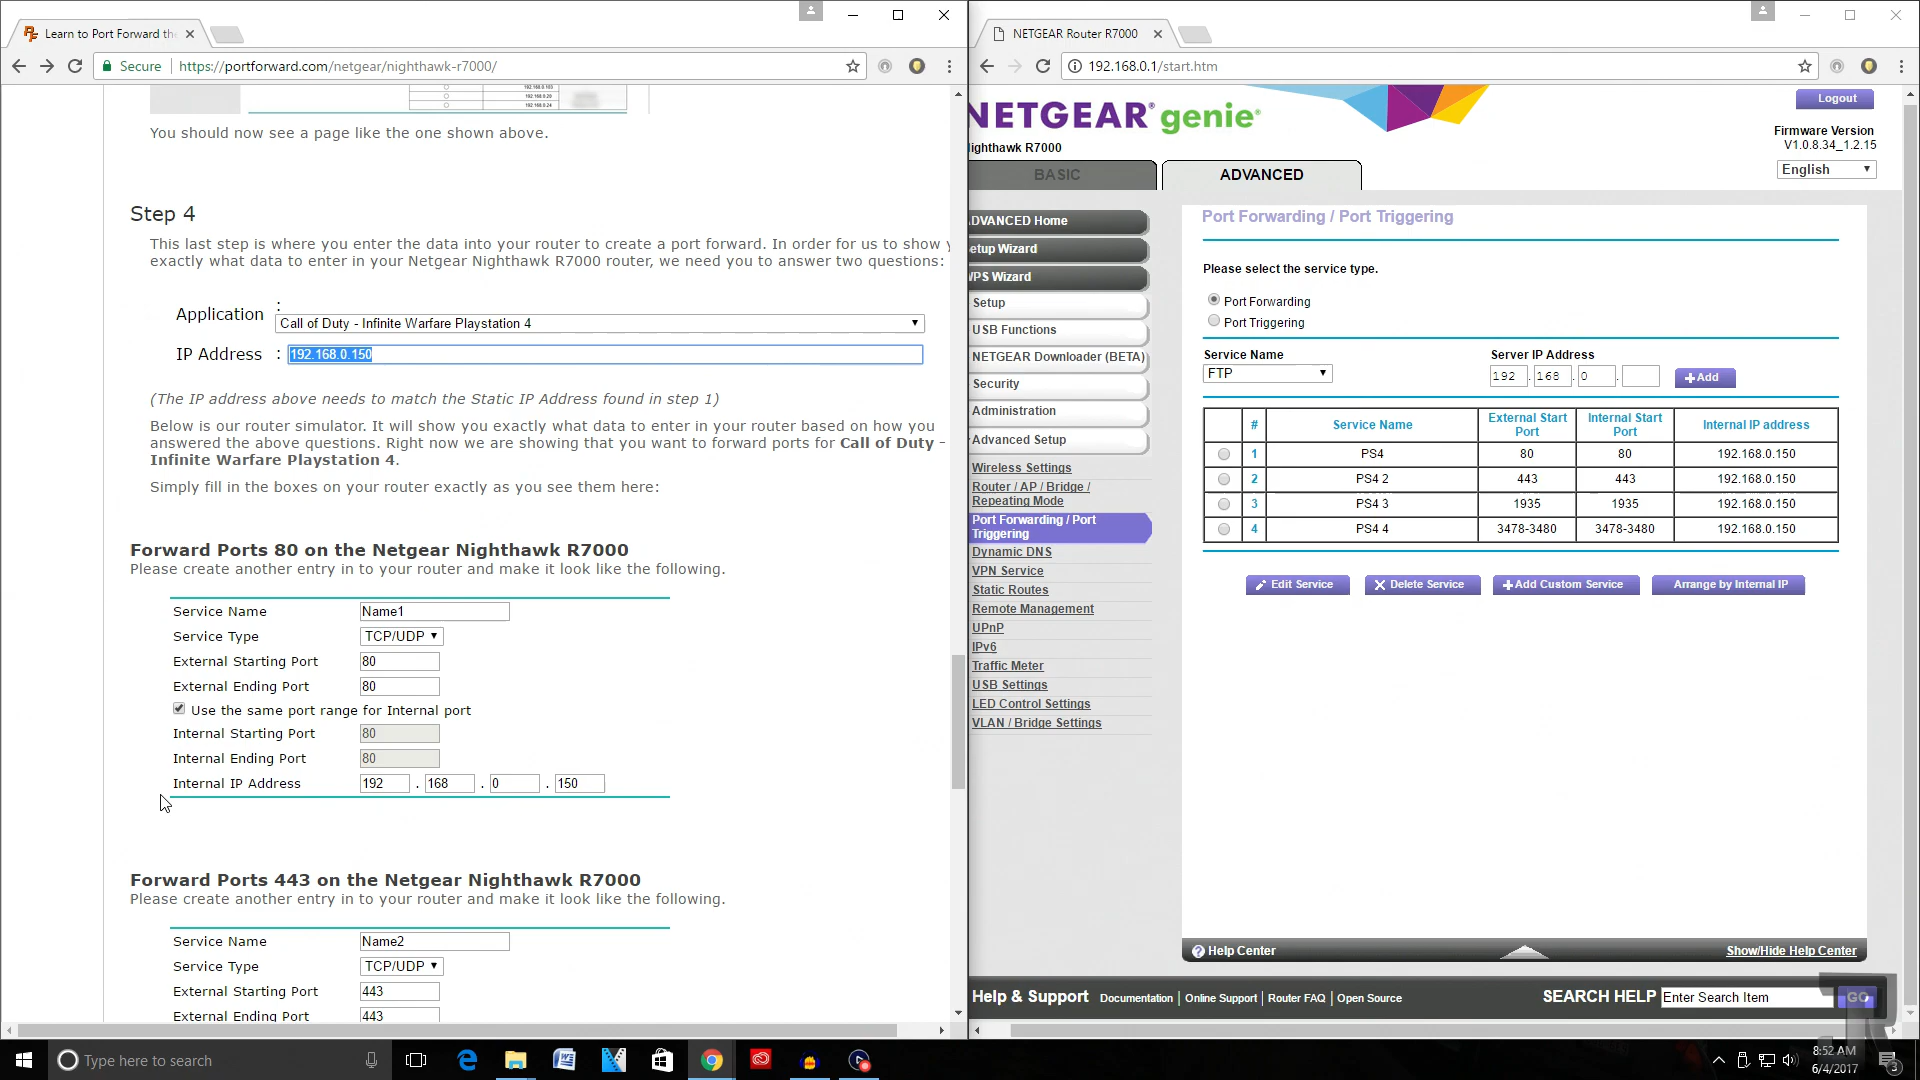 Learn to Port Forward the
Secure https://portforward.com/netgear/nighthawk-r7000/
192.168.0.103
192.168.0.20
192.168.0.24
You should now see a page like the one shown above.
Step 4
This last step is where you enter the data into your router to create a port forward. In order for us to show
exactly what data to enter in your Netgear Nighthawk R7000 router, we need you to answer two questions:
Application :
Call of Duty - Infinite Warfare Playstation 4
IP Address : 192.168.0.150
(The IP address above needs to match the Static IP Address found in step 1)
Below is our router simulator. It will show you exactly what data to enter in your router based on how you
answered the above questions. Right now we are showing that you want to forward ports for Call of Duty -
Infinite Warfare Playstation 4.
Simply fill in the boxes on your router exactly as you see them here:
Forward Ports 80 on the Netgear Nighthawk R7000
Please create another entry in to your router and make it look like the following.
Service Name Name1
Service Type TCP/UDP
External Starting Port 80
External Ending Port 80
Use the same port range for Internal port
Internal Starting Port 80
Internal Ending Port 80
Internal IP Address 192 . 168 . 0 . 150
Forward Ports 443 on the Netgear Nighthawk R7000
Please create another entry in to your router and make it look like the following.
Service Name Name2
Service Type TCP/UDP
External Starting Port 443
External Ending Port 443
NETGEAR Router R7000
192.168.0.1/start.htm
NETGEAR® genie®
ighthawk R7000
Logout
Firmware Version
V1.0.8.34_1.2.15
English
BASIC
ADVANCED
DVANCED Home
etup Wizard
PS Wizard
Setup
USB Functions
NETGEAR Downloader (BETA)
Security
Administration
Advanced Setup
Wireless Settings
Router / AP / Bridge /
Repeating Mode
Port Forwarding / Port
Triggering
Dynamic DNS
VPN Service
Static Routes
Remote Management
UPnP
IPv6
Traffic Meter
USB Settings
LED Control Settings
VLAN / Bridge Settings
Port Forwarding / Port Triggering
Please select the service type.
Port Forwarding
Port Triggering
Service Name Server IP Address
FTP 192 . 168 . 0 . Add
# Service Name External Start Port Internal Start Port Internal IP address
1 PS4 80 80 192.168.0.150
2 PS4 2 443 443 192.168.0.150
3 PS4 3 1935 1935 192.168.0.150
4 PS4 4 3478-3480 3478-3480 192.168.0.150
Edit Service Delete Service Add Custom Service Arrange by Internal IP
Help Center Show/Hide Help Center
Help & Support Documentation | Online Support | Router FAQ | Open Source SEARCH HELP Enter Search Item GO
Type here to search
8:52 AM
6/4/2017
3